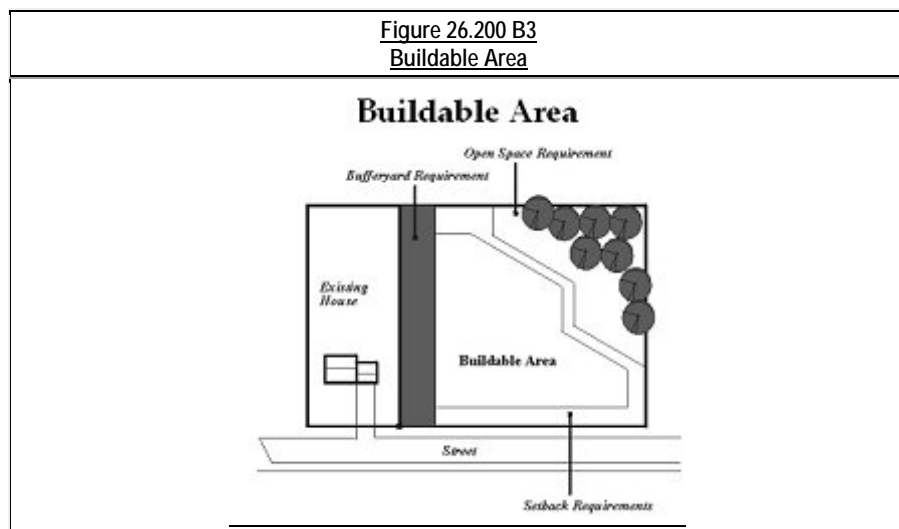 Figure 26.200 B3
Buildable Area
Buildable Area
Open Space Requirement
Bufferyard Requirement
Existing
House
Buildable Area
Street
Setback Requirements